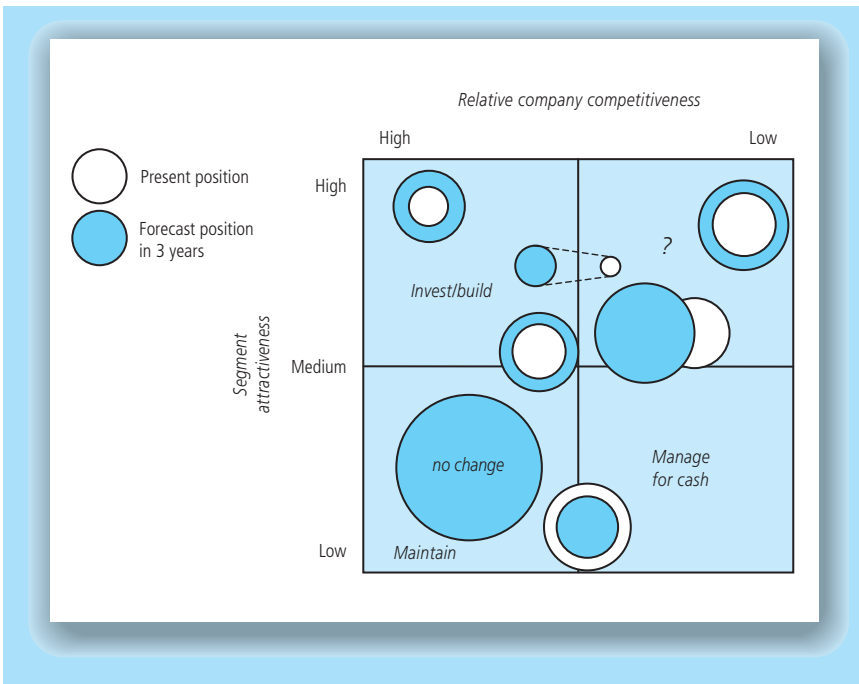 Relative company competitiveness
High
Low
Present position
Forecast position
in 3 years
High
?
Invest/build
Segment
attractiveness
Medium
no change
Manage
for cash
Low
Maintain